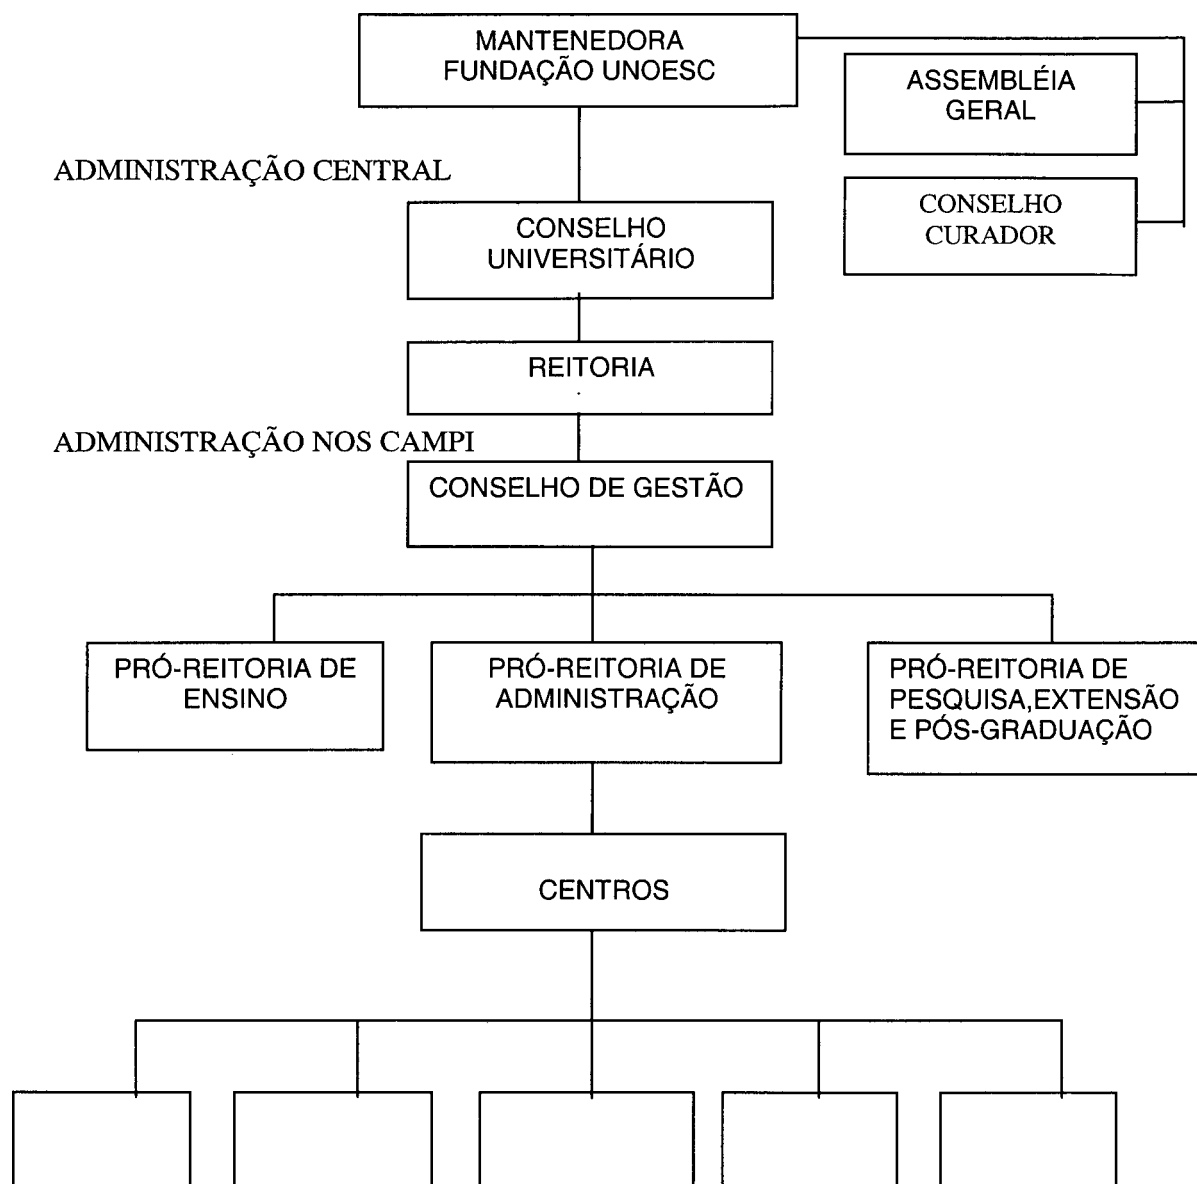 MANTENEDORA
FUNDAÇÃO UNOESC
ASSEMBLÉIA
GERAL
ADMINISTRAÇÃO CENTRAL
CONSELHO
CURADOR
CONSELHO
UNIVERSITÁRIO
REITORIA
ADMINISTRAÇÃO NOS CAMPI
CONSELHO DE GESTÃO
PRÓ-REITORIA DE
ENSINO
PRÓ-REITORIA DE
ADMINISTRAÇÃO
PRÓ-REITORIA DE
PESQUISA,EXTENSÃO
E PÓS-GRADUAÇÃO
CENTROS